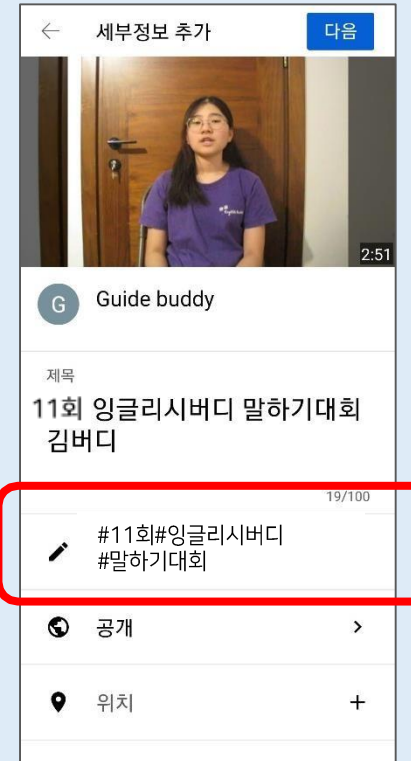 세부정보 추가
다음
2:51
G
Guide buddy
제목
11회 잉글리시버디 말하기대회
김버디
19/100
#11회#잉글리시버디
#말하기대회
공개
위치